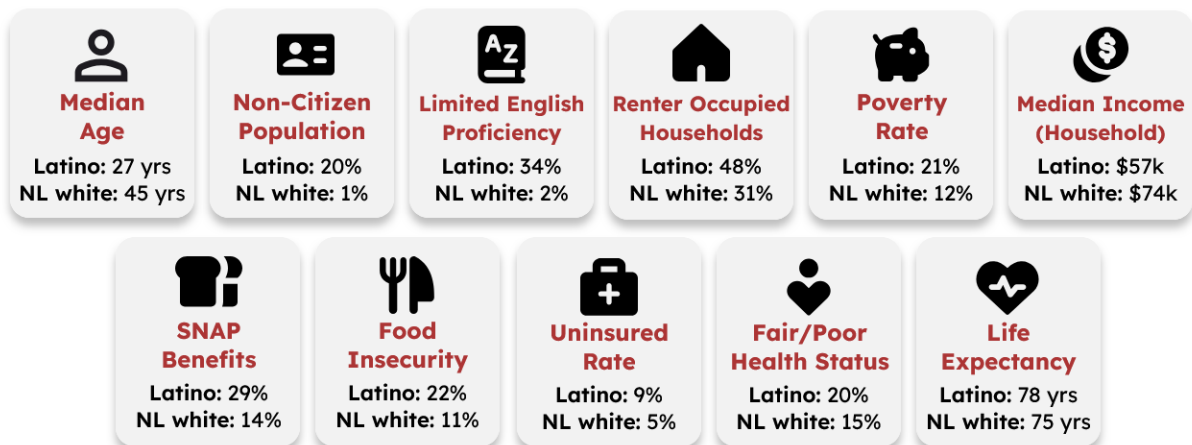 AZ
Median
Age
Latino: 27 yrs
NL white: 45 yrs
Non-Citizen
Population
Latino: 20%
NL white: 1%
Limited English
Proficiency
Latino: 34%
NL white: 2%
Renter Occupied
Households
Latino: 48%
NL white: 31%
Poverty
Rate
Latino: 21%
NL white: 12%
$
Median Income
(Household)
Latino: $57k
NL white: $74k
SNAP
Benefits
Latino: 29%
NL white: 14%
Food
Insecurity
Latino: 22%
NL white: 11%
Uninsured
Rate
Latino: 9%
NL white: 5%
Fair/Poor
Health Status
Latino: 20%
NL white: 15%
Life
Expectancy
Latino: 78 yrs
NL white: 75 yrs